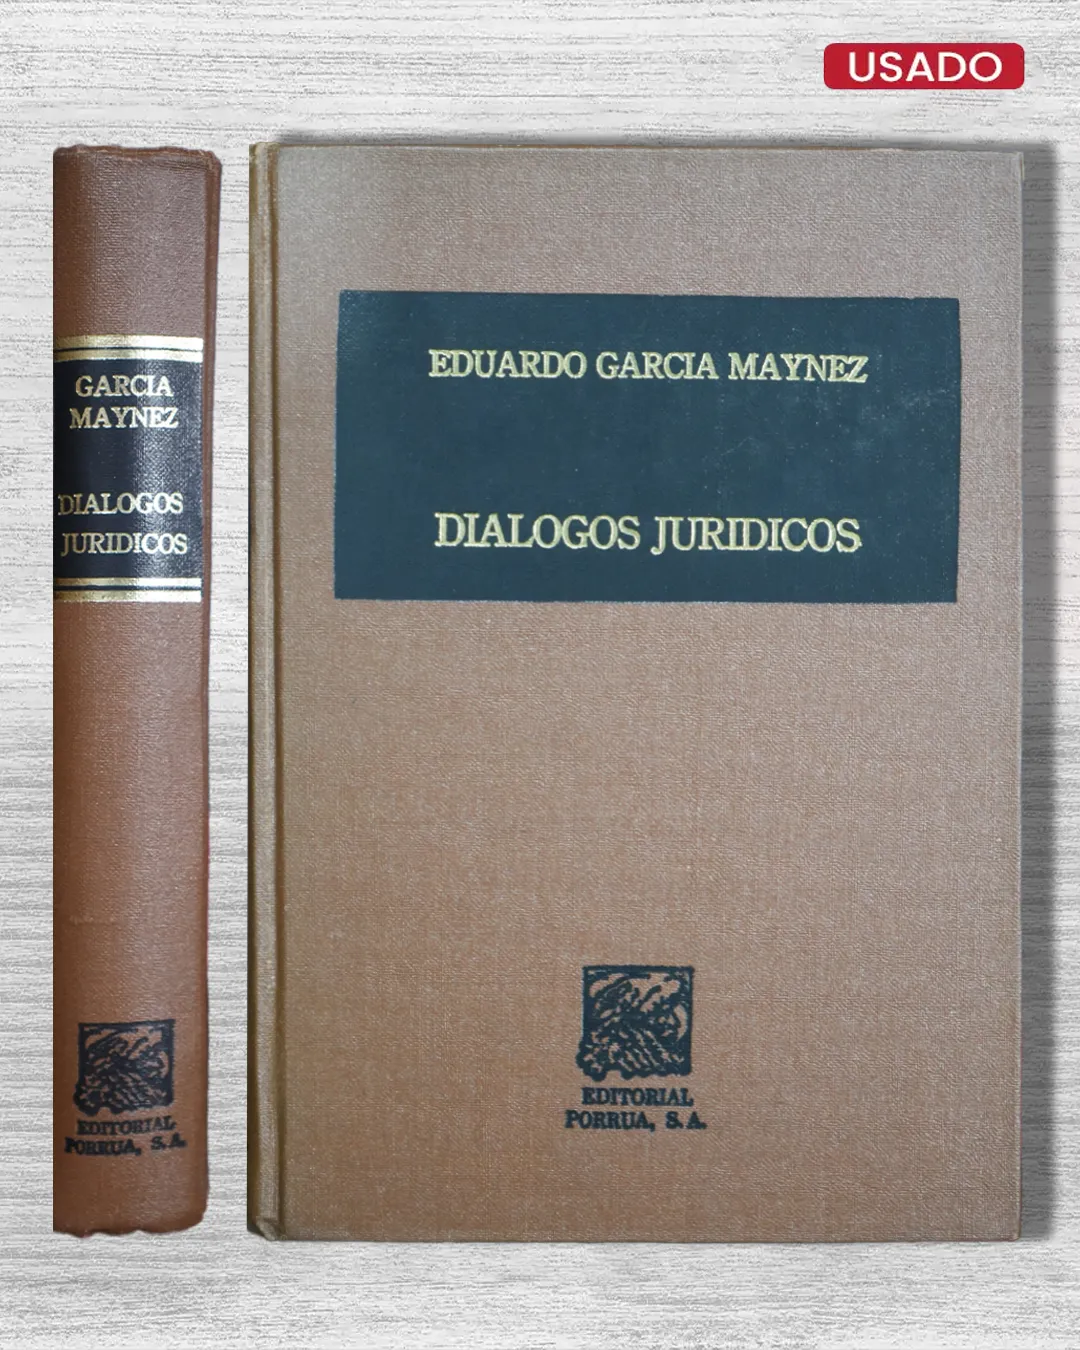 USADO
GARCIA
MAYNEZ
DIALOGOS
JURIDICOS
EDITORIAL
PORRUA, S.A.
EDUARDO GARCIA MAYNEZ
DIALOGOS JURIDICOS
EDITORIAL
PORRUA, S.A.